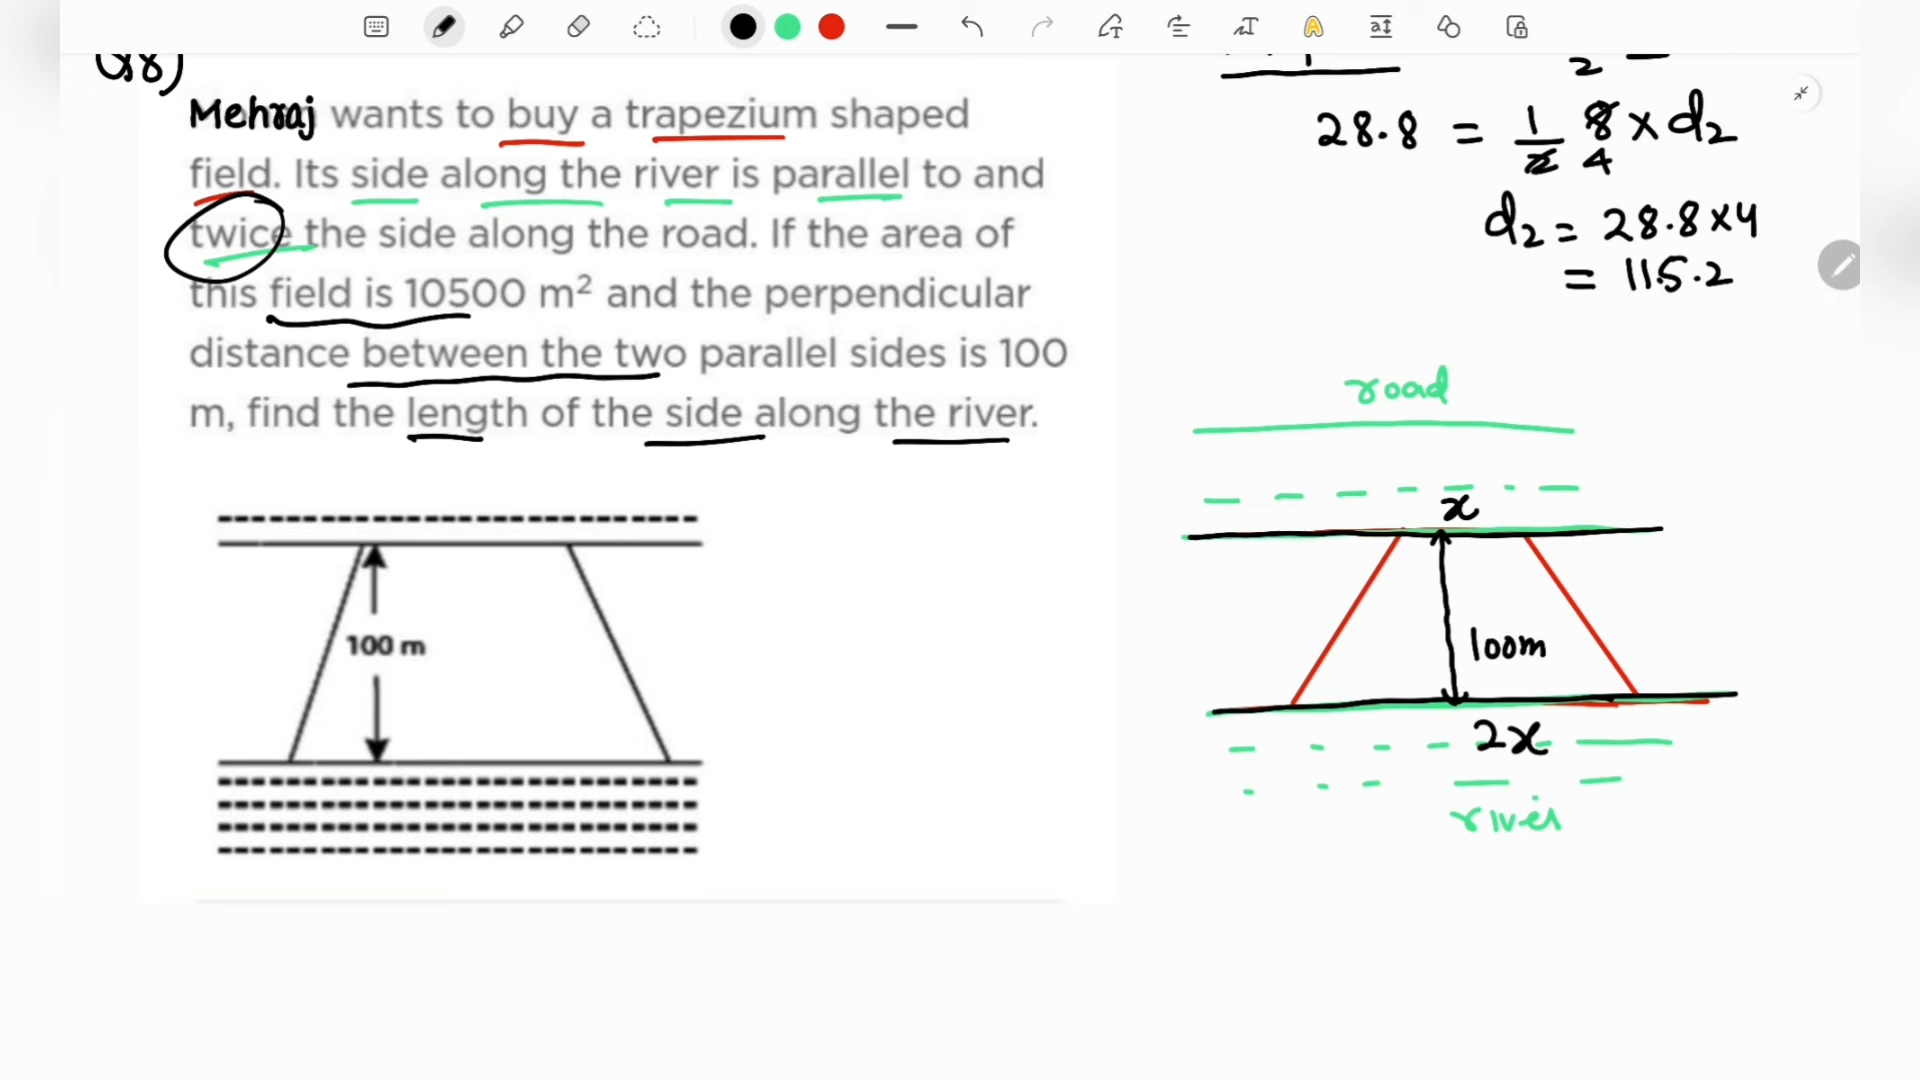 Q8)
Mehraj wants to buy a trapezium shaped
field. Its side along the river is parallel to and
twice the side along the road. If the area of
this field is 10500 m² and the perpendicular
distance between the two parallel sides is 100
m, find the length of the side along the river.
100 m
2
28.8 = 1/2 8 x d2
4
d2 = 28.8 x 4
= 115.2
road
x
100m
2x
river